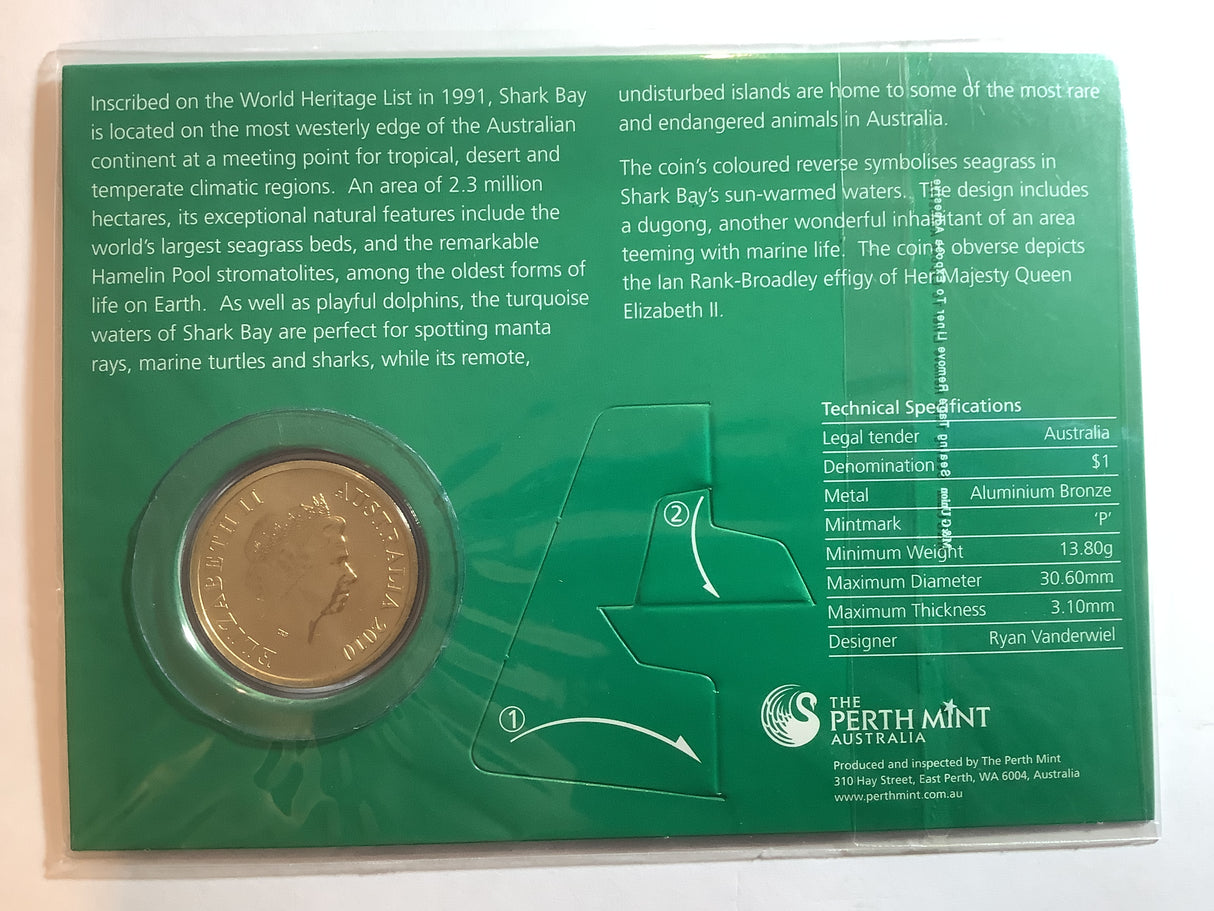 Inscribed on the World Heritage List in 1991, Shark Bay
is located on the most westerly edge of the Australian
continent at a meeting point for tropical, desert and
temperate climatic regions. An area of 2.3 million
hectares, its exceptional natural features include the
world's largest seagrass beds, and the remarkable
Hamelin Pool stromatolites, among the oldest forms of
life on Earth. As well as playful dolphins, the turquoise
waters of Shark Bay are perfect for spotting manta
rays, marine turtles and sharks, while its remote,
undisturbed islands are home to some of the most rare
and endangered animals in Australia.
The coin's coloured reverse symbolises seagrass in
Shark Bay's sun-warmed waters. The design includes
a dugong, another wonderful inhabitant of an area
teeming with marine life. The coin's obverse depicts
the Ian Rank-Broadley effigy of Her Majesty Queen
Elizabeth II.
ELIZABETH II AUSTRALIA 2010
2
1
Technical Specifications
Legal tender Australia
Denomination $1
Metal Aluminium Bronze
Mintmark 'P'
Minimum Weight 13.80g
Maximum Diameter 30.60mm
Maximum Thickness 3.10mm
Designer Ryan Vanderwiel
THE
PERTH MINT
AUSTRALIA
Produced and inspected by The Perth Mint
310 Hay Street, East Perth, WA 6004, Australia
www.perthmint.com.au
Remove Liner To Expose Adhesive